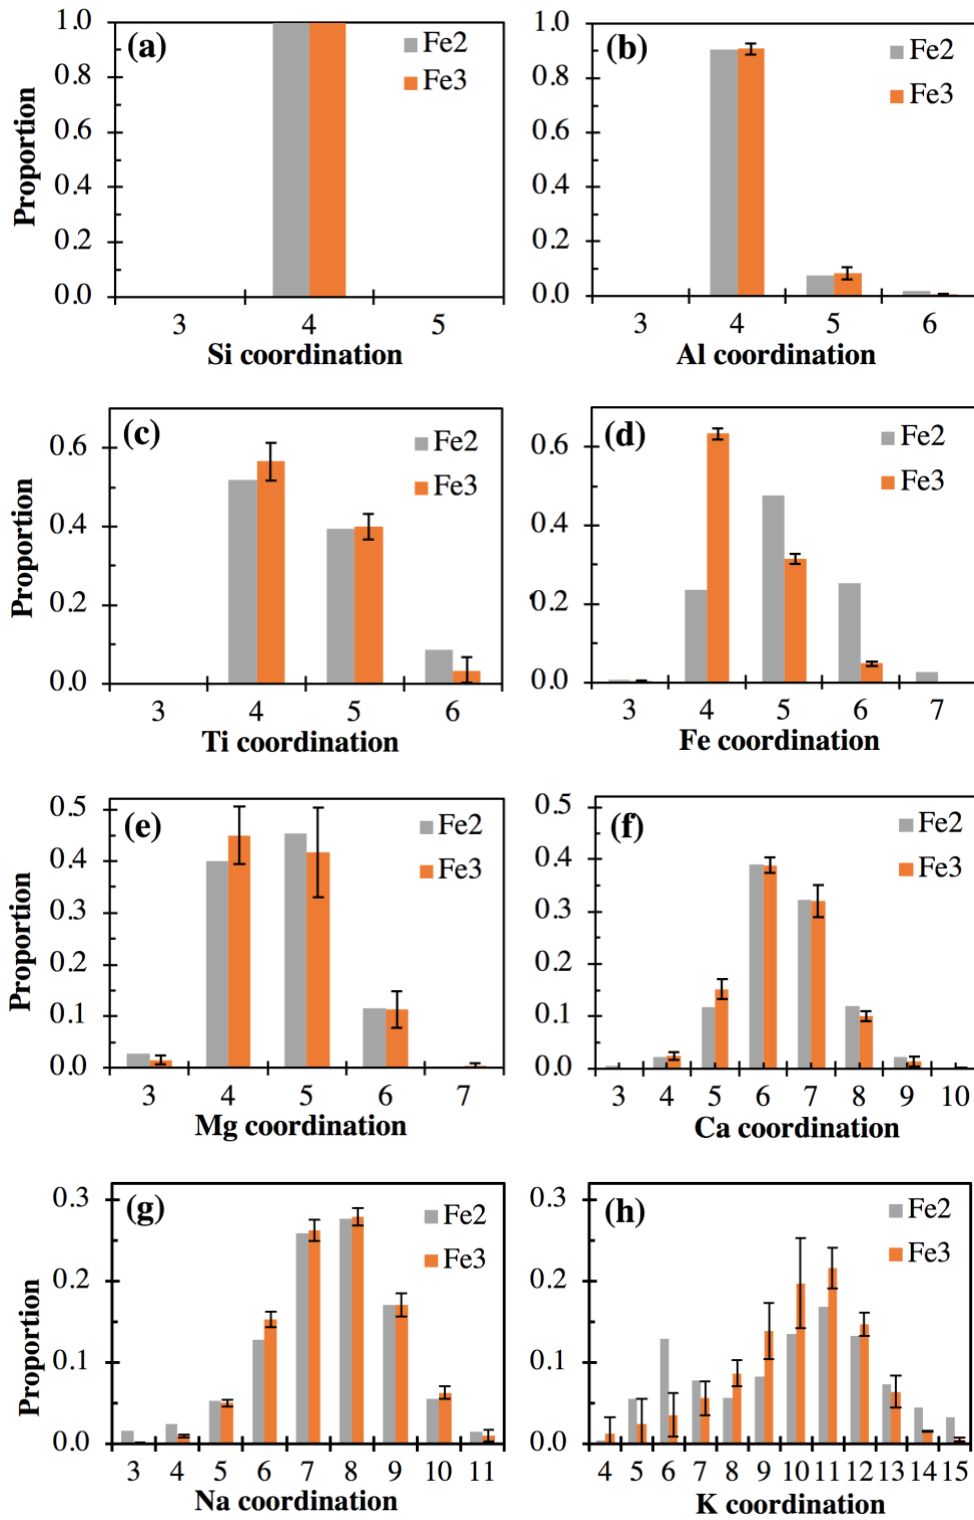 (a)
Fe2
Fe3
1.0
0.8
0.6
0.4
0.2
0.0
Proportion
3 4 5
Si coordination
(b)
Fe2
Fe3
1.0
0.8
0.6
0.4
0.2
0.0
3 4 5 6
Al coordination
(c)
Fe2
Fe3
0.6
0.4
0.2
0.0
Proportion
3 4 5 6
Ti coordination
(d)
Fe2
Fe3
0.6
0.4
0.2
0.0
3 4 5 6 7
Fe coordination
(e)
Fe2
Fe3
0.5
0.4
0.3
0.2
0.1
0.0
Proportion
3 4 5 6 7
Mg coordination
(f)
Fe2
Fe3
0.5
0.4
0.3
0.2
0.1
0.0
3 4 5 6 7 8 9 10
Ca coordination
(g)
Fe2
Fe3
0.3
0.2
0.1
0.0
Proportion
3 4 5 6 7 8 9 10 11
Na coordination
(h)
Fe2
Fe3
0.3
0.2
0.1
0.0
4 5 6 7 8 9 10 11 12 13 14 15
K coordination